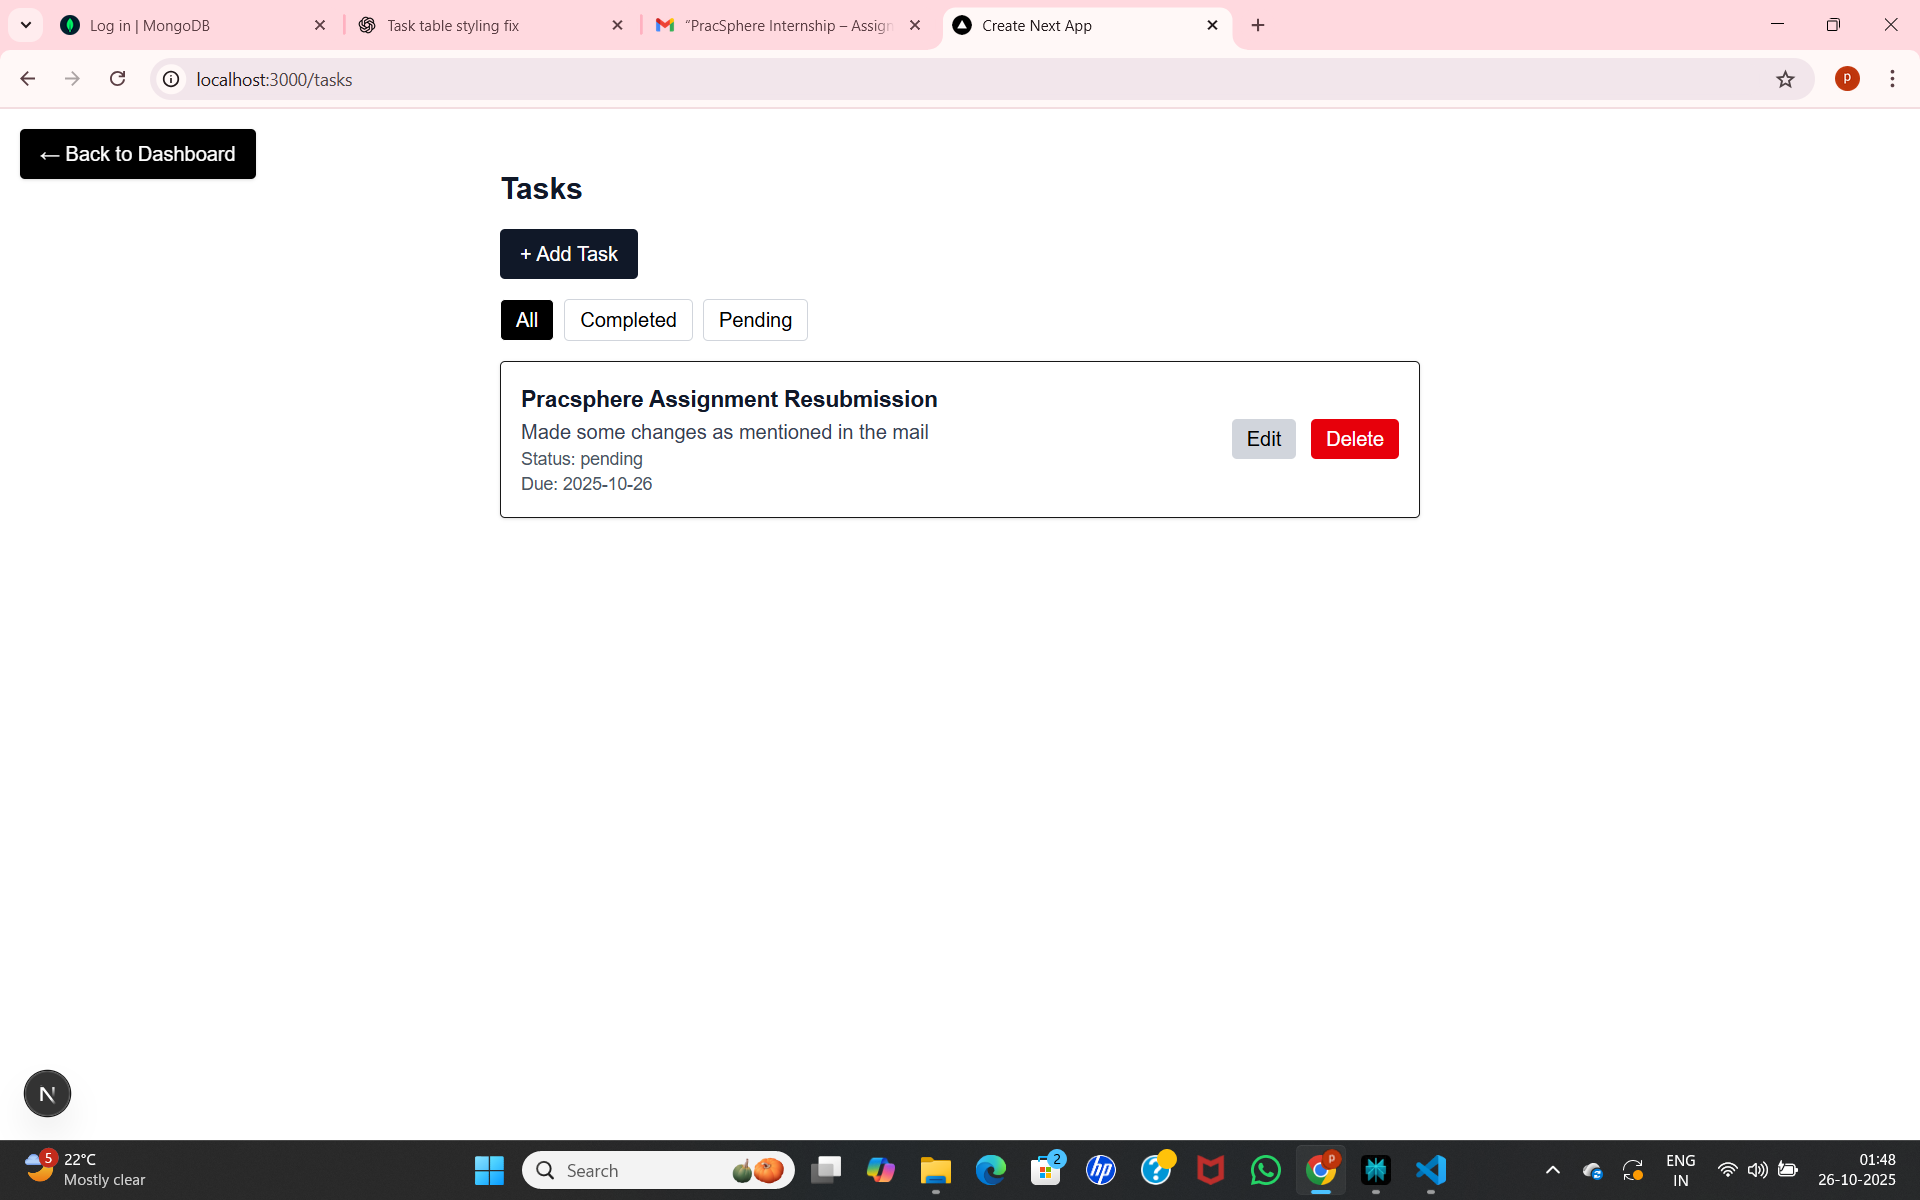 Log in | MongoDB
Task table styling fix
“PracSphere Internship – Assign
Create Next App
localhost:3000/tasks
P
← Back to Dashboard
Tasks
+ Add Task
All
Completed
Pending
Pracsphere Assignment Resubmission
Made some changes as mentioned in the mail
Status: pending
Due: 2025-10-26
Edit
Delete
N
5
22°C
Mostly clear
Search
2
hp
?
P
ENG
IN
01:48
26-10-2025